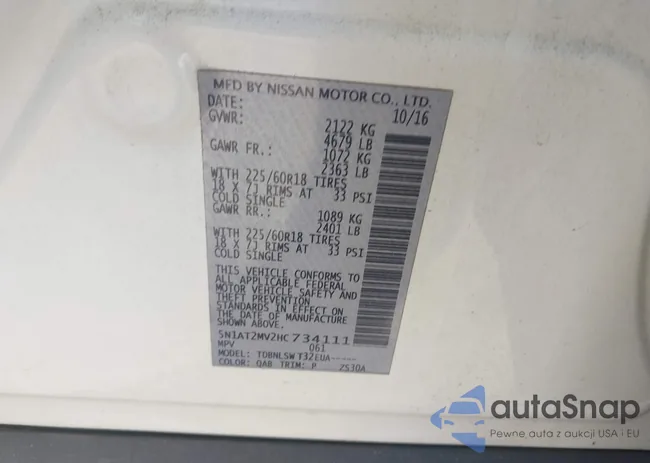 MFD BY NISSAN MOTOR CO., LTD.
DATE: 10/16
GVWR: 2122 KG
4679 LB
GAWR FR.: 1072 KG
2363 LB
WITH 225/60R18 TIRES
18 X 7J RIMS AT 33 PSI
COLD SINGLE
GAWR RR.: 1089 KG
2401 LB
WITH 225/60R18 TIRES
18 X 7J RIMS AT 33 PSI
COLD SINGLE
THIS VEHICLE CONFORMS TO
ALL APPLICABLE FEDERAL
MOTOR VEHICLE SAFETY AND
THEFT PREVENTION
STANDARDS IN EFFECT ON
THE DATE OF MANUFACTURE
SHOWN ABOVE.
5N1AT2MV2HC734111
MPV 061
MODEL: TDBNLSWT32EUA-----
COLOR: QAB TRIM: P ZS30A
autaSnap
Pewne auta z aukcji USA i EU